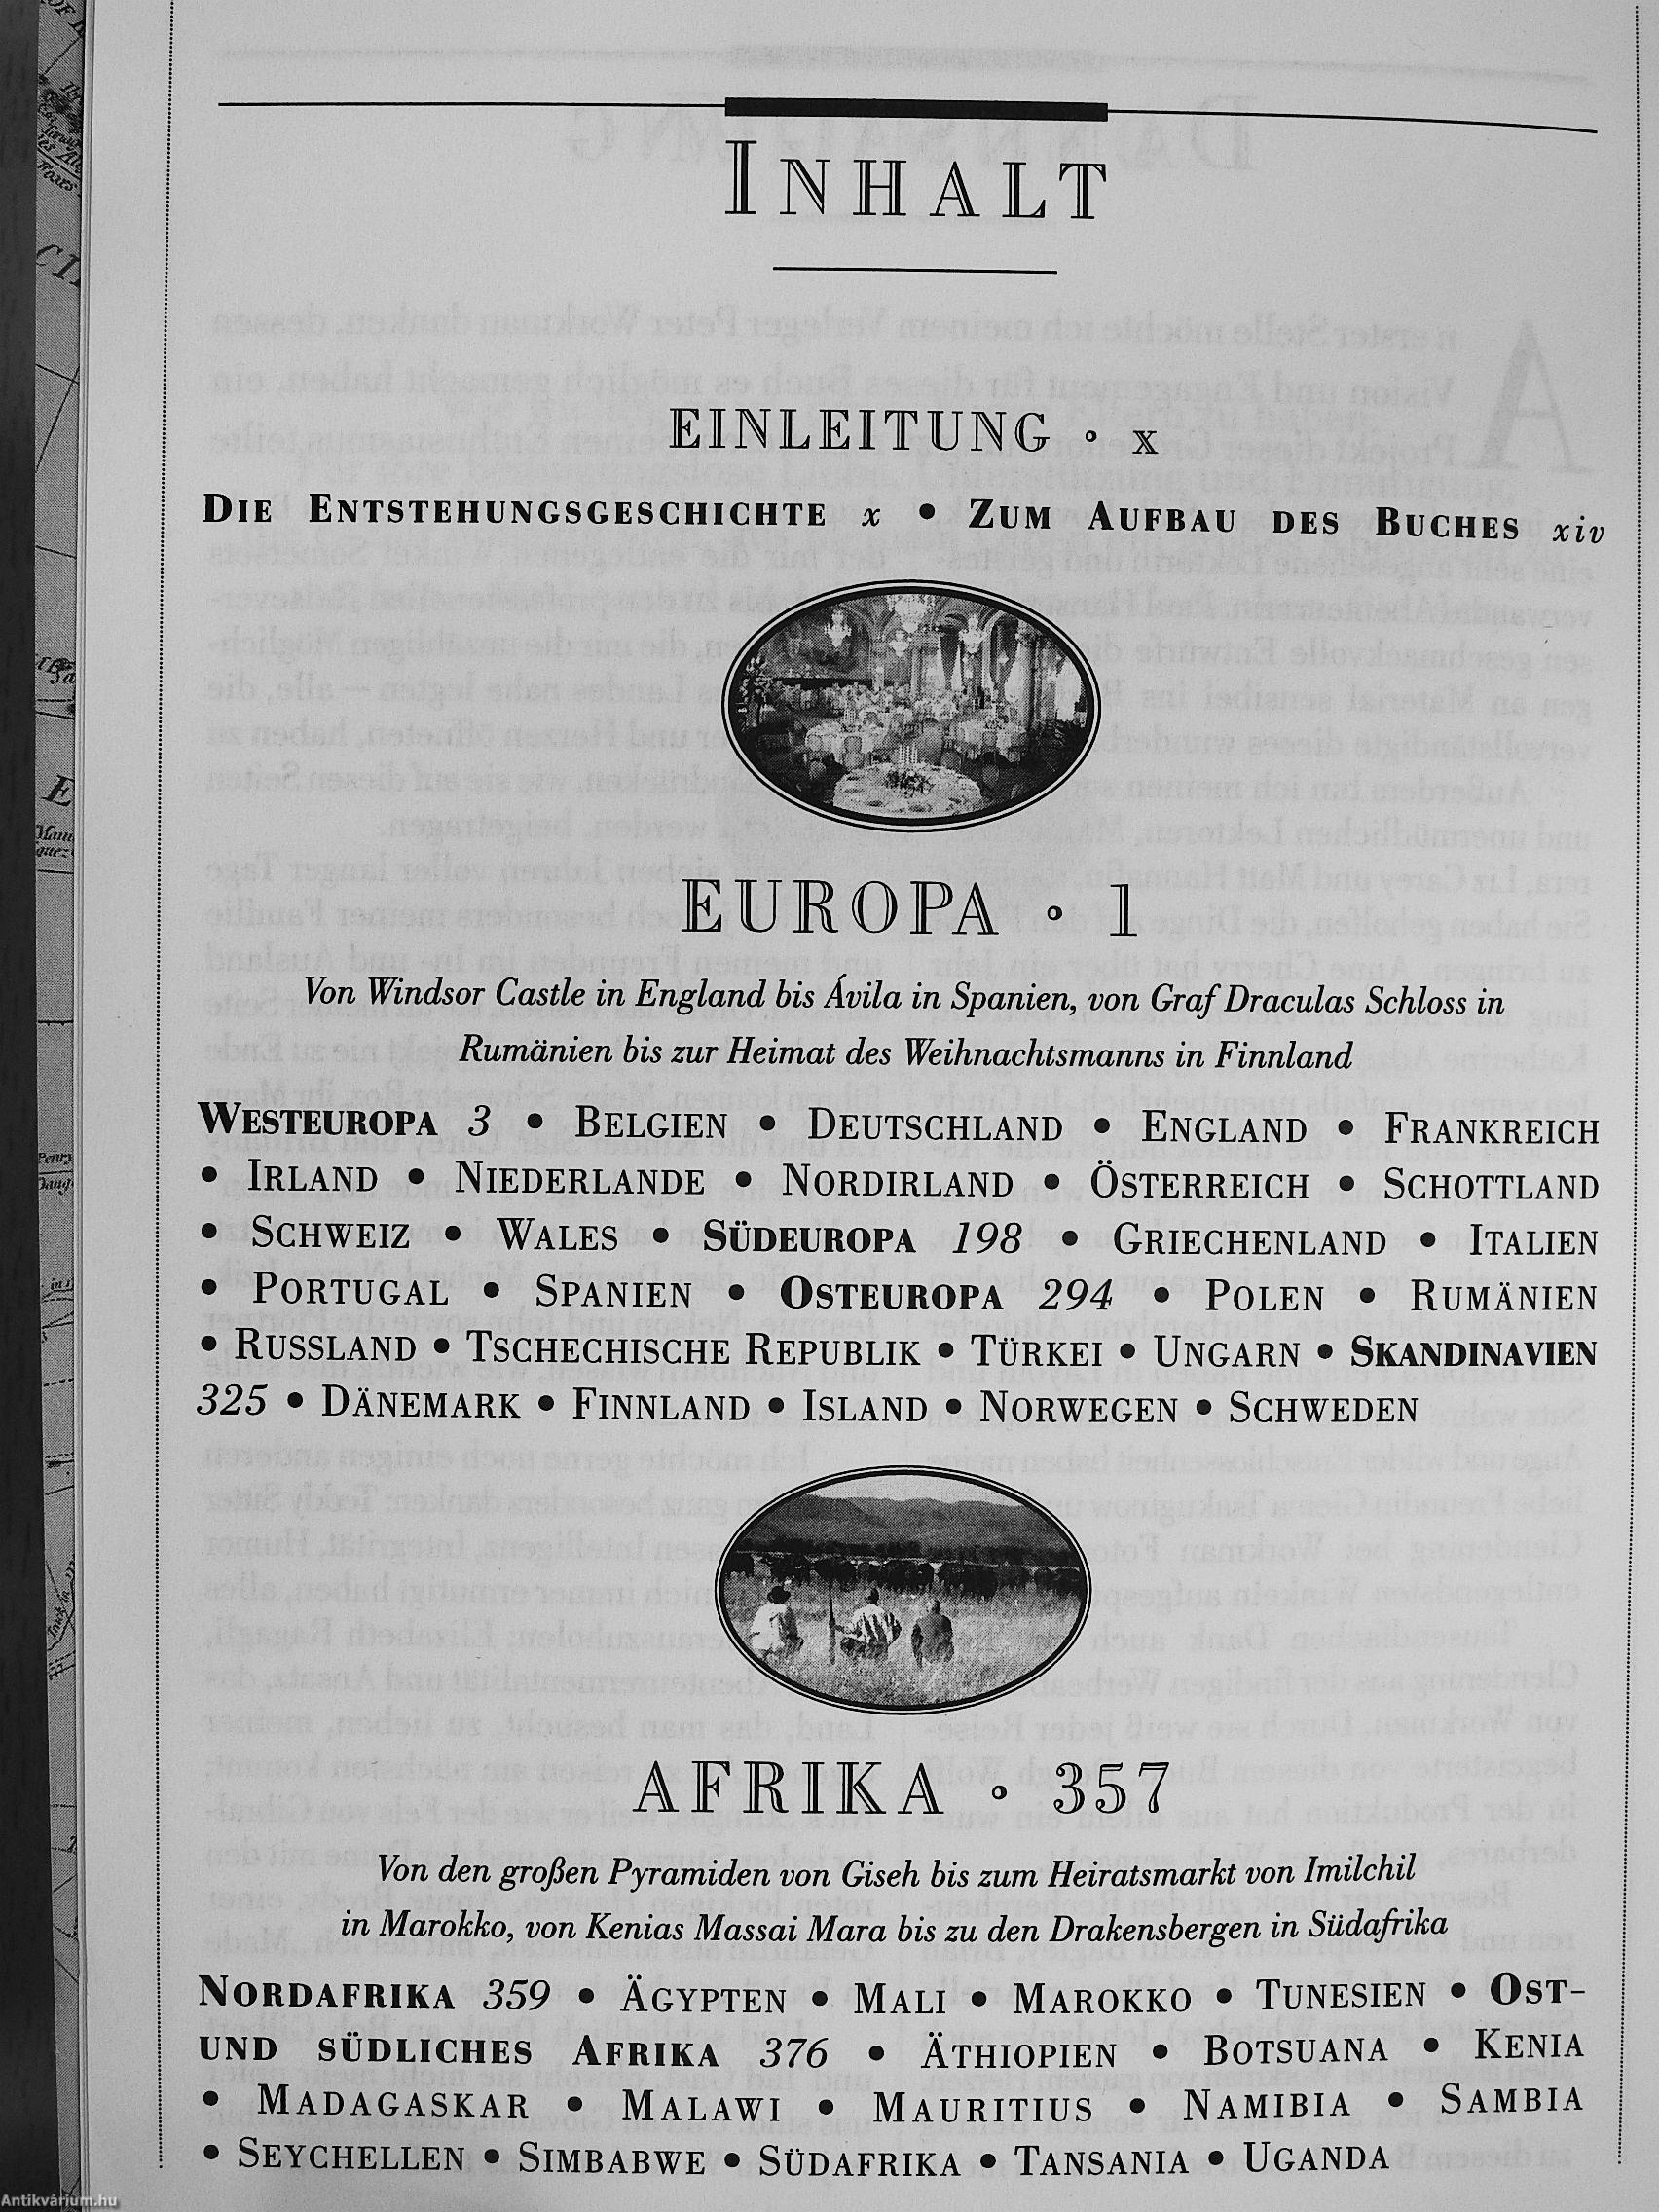 INHALT
EINLEITUNG • x
DIE ENTSTEHUNGSGESCHICHTE x • ZUM AUFBAU DES BUCHES xiv
EUROPA • 1
Von Windsor Castle in England bis Ávila in Spanien, von Graf Draculas Schloss in
Rumänien bis zur Heimat des Weihnachtsmanns in Finnland
WESTEUROPA 3 • BELGIEN • DEUTSCHLAND • ENGLAND • FRANKREICH
• IRLAND • NIEDERLANDE • NORDIRLAND • ÖSTERREICH • SCHOTTLAND
• SCHWEIZ • WALES • SÜDEUROPA 198 • GRIECHENLAND • ITALIEN
• PORTUGAL • SPANIEN • OSTEUROPA 294 • POLEN • RUMÄNIEN
• RUSSLAND • TSCHECHISCHE REPUBLIK • TÜRKEI • UNGARN • SKANDINAVIEN
325 • DÄNEMARK • FINNLAND • ISLAND • NORWEGEN • SCHWEDEN
AFRIKA • 357
Von den großen Pyramiden von Giseh bis zum Heiratsmarkt von Imilchil
in Marokko, von Kenias Massai Mara bis zu den Drakensbergen in Südafrika
NORDAFRIKA 359 • ÄGYPTEN • MALI • MAROKKO • TUNESIEN • OST-
UND SÜDLICHES AFRIKA 376 • ÄTHIOPIEN • BOTSUANA • KENIA
• MADAGASKAR • MALAWI • MAURITIUS • NAMIBIA • SAMBIA
• SEYCHELLEN • SIMBABWE • SÜDAFRIKA • TANSANIA • UGANDA
Antikvárium.hu